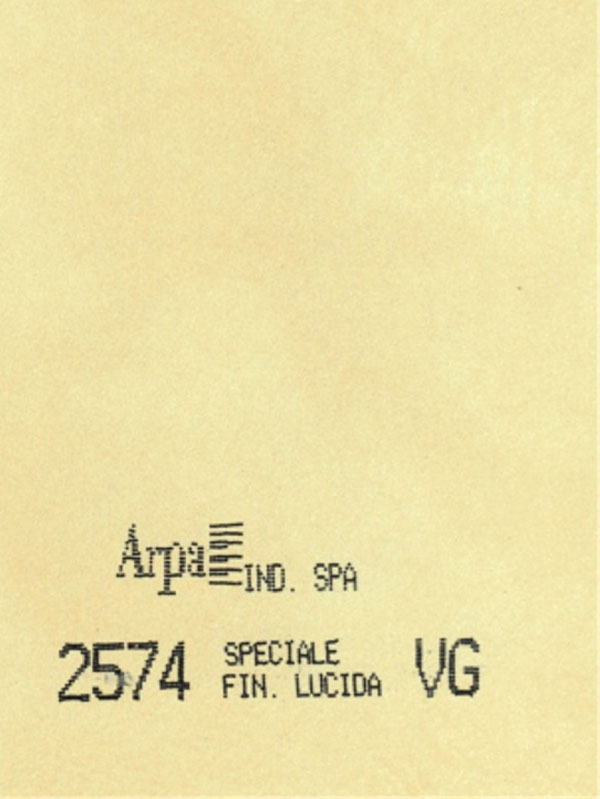 Arpa IND. SPA
2574 SPECIALE VG
FIN. LUCIDA